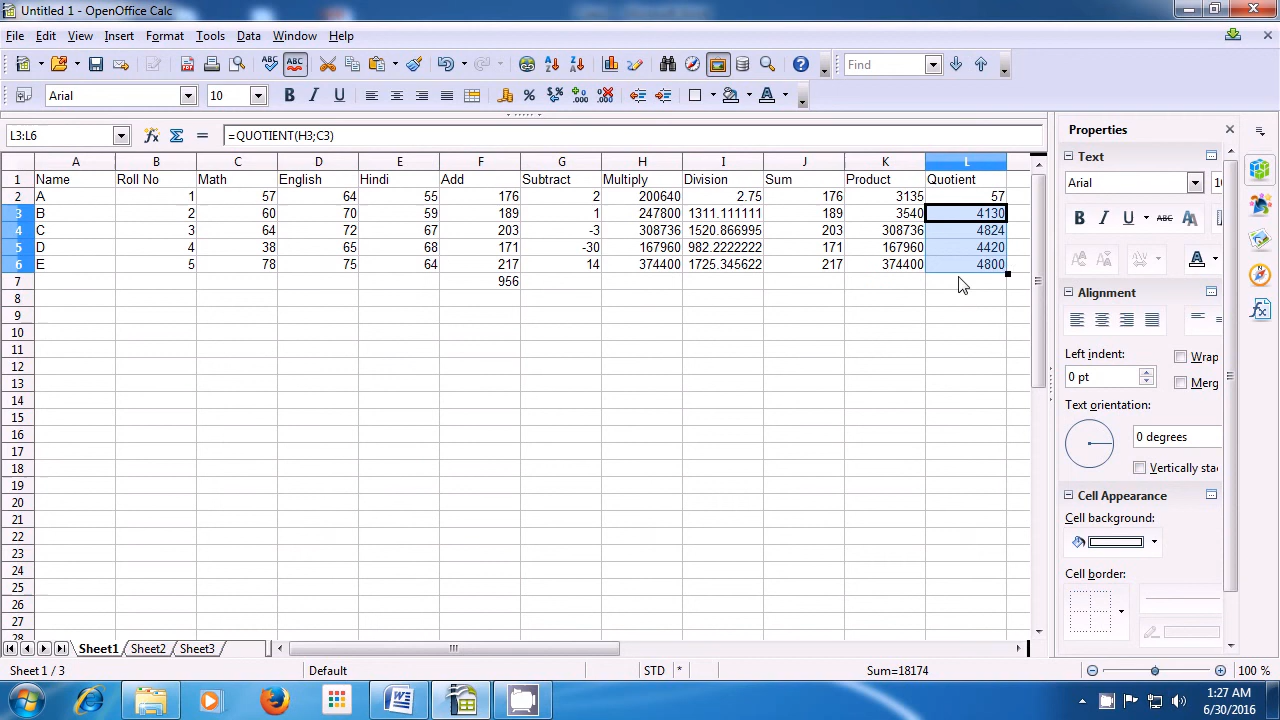 Untitled 1 - OpenOffice Calc
File Edit View Insert Format Tools Data Window Help
Find
Arial 10
L3:L6 =QUOTIENT(H3;C3)
A B C D E F G H I J K L
1 Name Roll No Math English Hindi Add Subtract Multiply Division Sum Product Quotient
2 A 1 57 64 55 176 2 200640 2.75 176 3135 57
3 B 2 60 70 59 189 1 247800 1311.111111 189 3540 4130
4 C 3 64 72 67 203 -3 308736 1520.866995 203 308736 4824
5 D 4 38 65 68 171 -30 167960 982.2222222 171 167960 4420
6 E 5 78 75 64 217 14 374400 1725.345622 217 374400 4800
7 956
8
9
10
11
12
13
14
15
16
17
18
19
20
21
22
23
24
25
26
27
28
Properties
Text
Arial 10
B I U ABC A
Alignment
Left indent: Wrap
0 pt Merg
Text orientation:
0 degrees
Vertically sta
Cell Appearance
Cell background:
Cell border:
Sheet1 Sheet2 Sheet3
Sheet 1 / 3 Default STD * Sum=18174 100 %
1:27 AM
6/30/2016